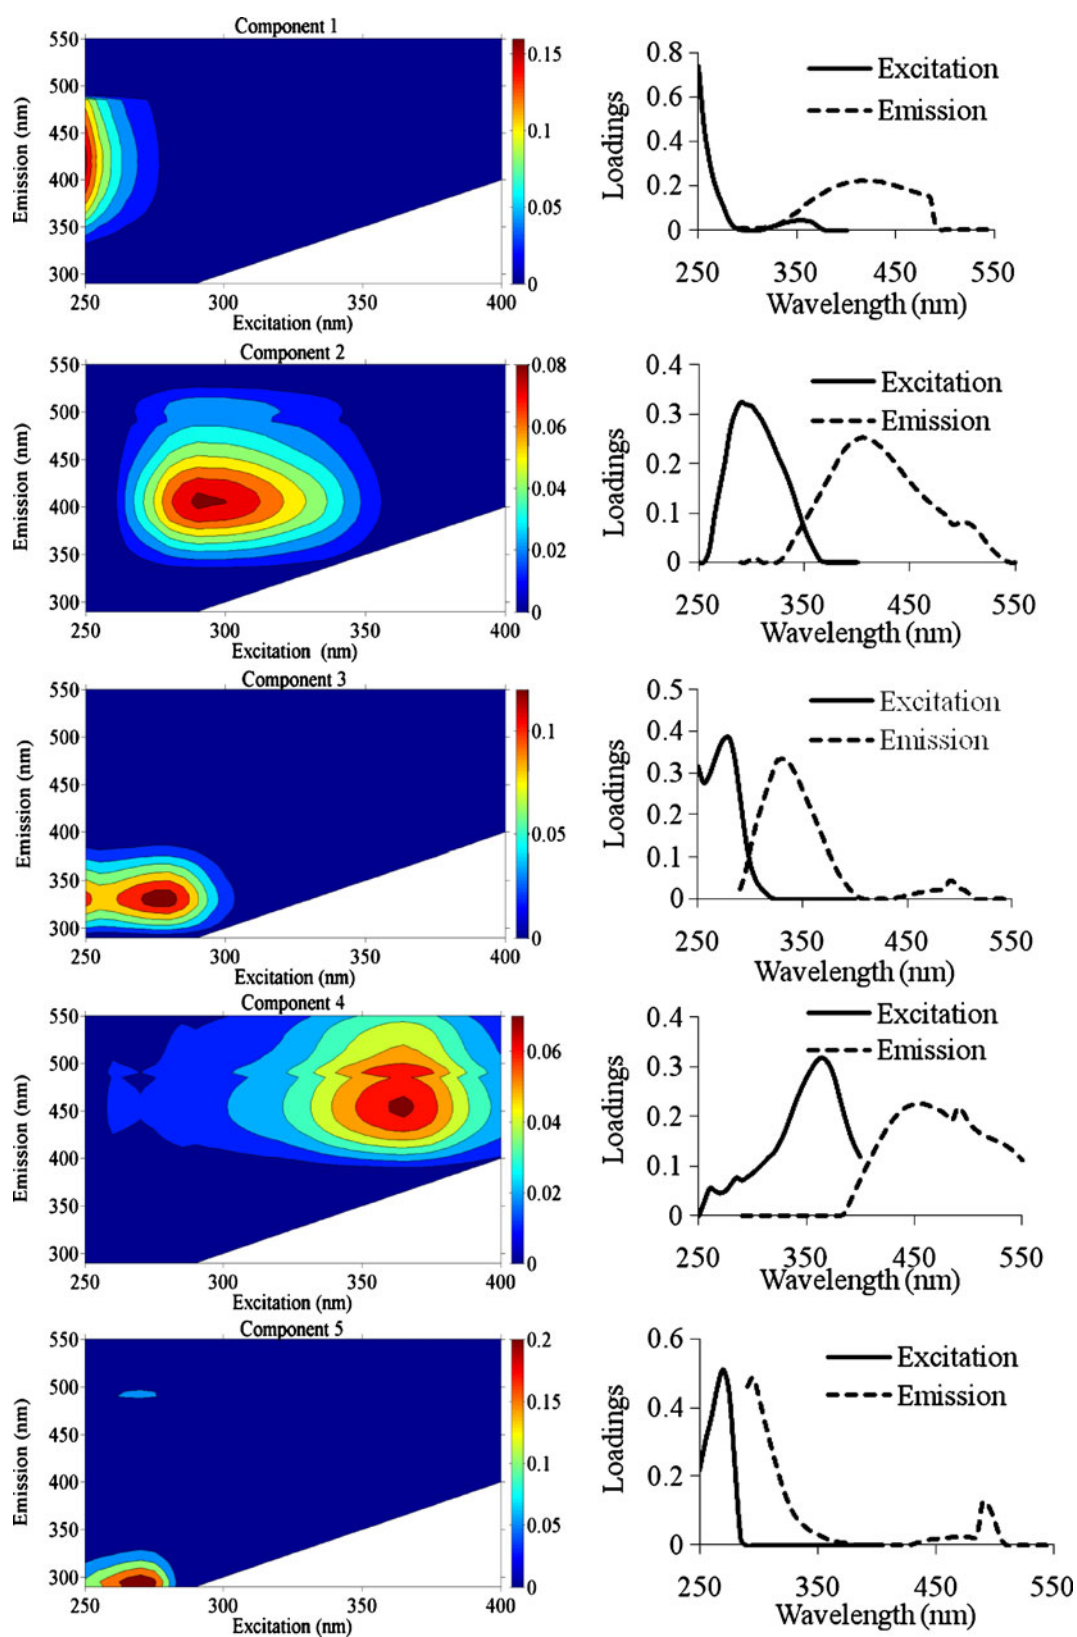 Component 1
550
500
450
400
350
300
250 300 350 400
Emission (nm)
Excitation (nm)
0.15
0.1
0.05
0
0.8
0.6
0.4
0.2
0
Loadings
Excitation
Emission
250 350 450 550
Wavelength (nm)
Component 2
550
500
450
400
350
300
250 300 350 400
Emission (nm)
Excitation (nm)
0.08
0.06
0.04
0.02
0
0.4
0.3
0.2
0.1
0
Loadings
Excitation
Emission
250 350 450 550
Wavelength (nm)
Component 3
550
500
450
400
350
300
250 300 350 400
Emission (nm)
Excitation (nm)
0.1
0.05
0
0.5
0.4
0.3
0.2
0.1
0
Loadings
Excitation
Emission
250 350 450 550
Wavelength (nm)
Component 4
550
500
450
400
350
300
250 300 350 400
Emission (nm)
Excitation (nm)
0.06
0.04
0.02
0
0.4
0.3
0.2
0.1
0
Loadings
Excitation
Emission
250 350 450 550
Wavelength (nm)
Component 5
550
500
450
400
350
300
250 300 350 400
Emission (nm)
Excitation (nm)
0.2
0.15
0.1
0.05
0
0.6
0.4
0.2
0
Loadings
Excitation
Emission
250 350 450 550
Wavelength (nm)